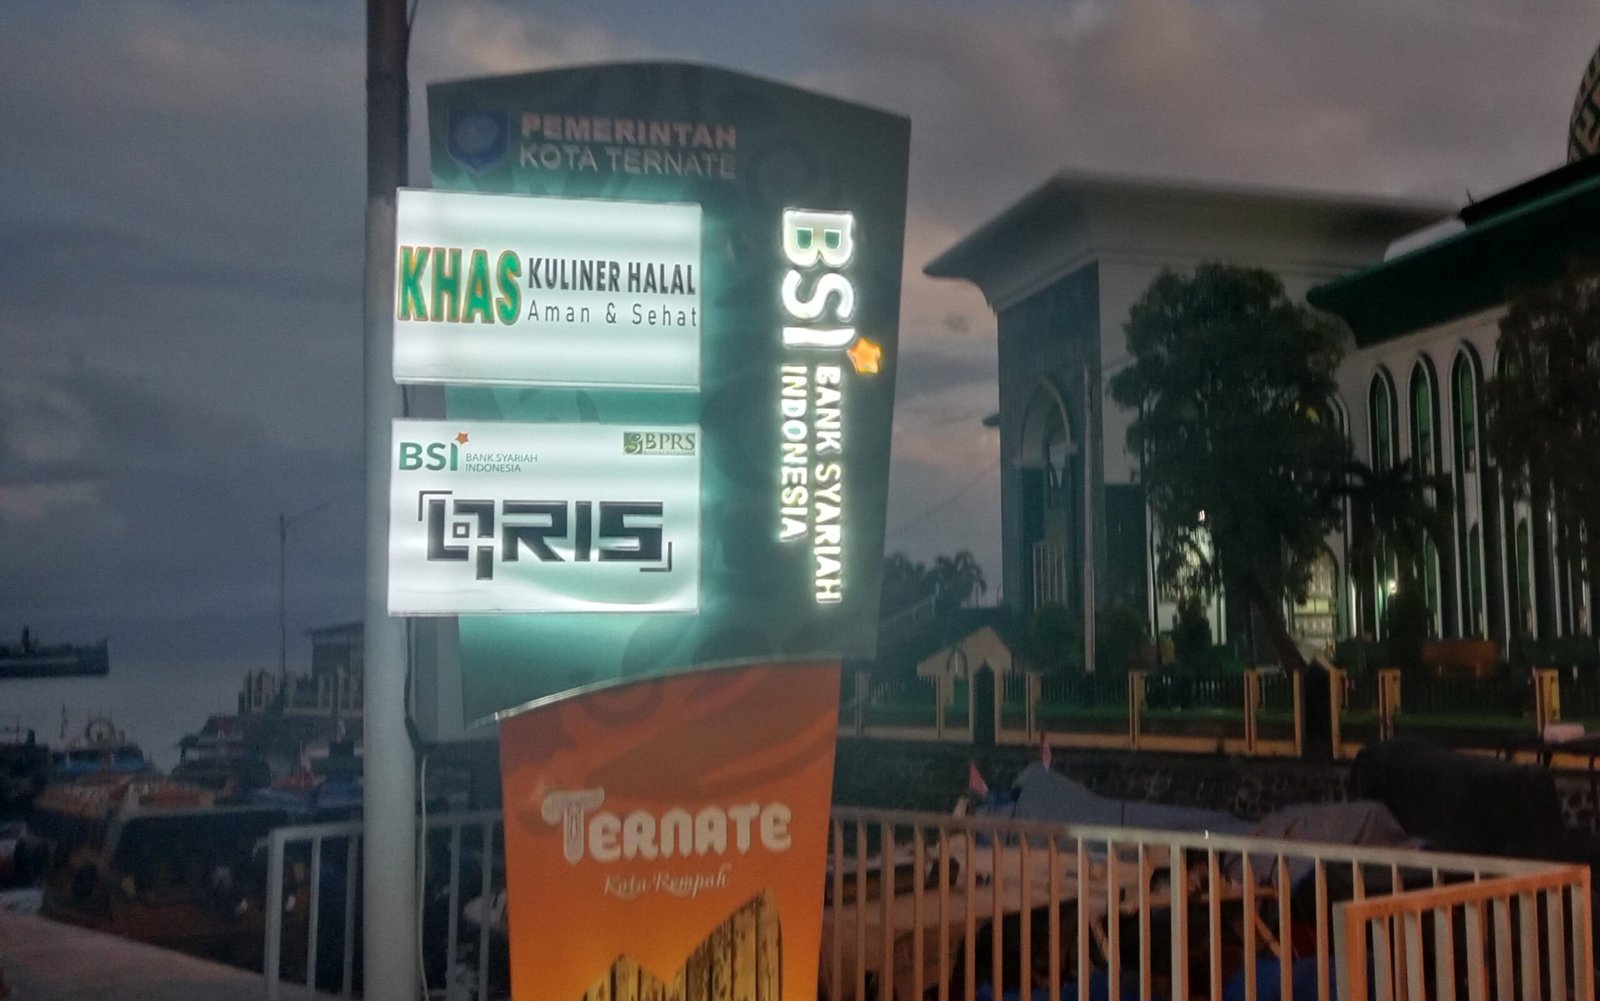 PEMERINTAH
KOTA TERNATE
KHAS
KULINER HALAL
Aman & Sehat
BSI
BANK SYARIAH
INDONESIA
BPRS
QRIS
BSI
BANK SYARIAH
INDONESIA
TERNATE
Kota Rempah